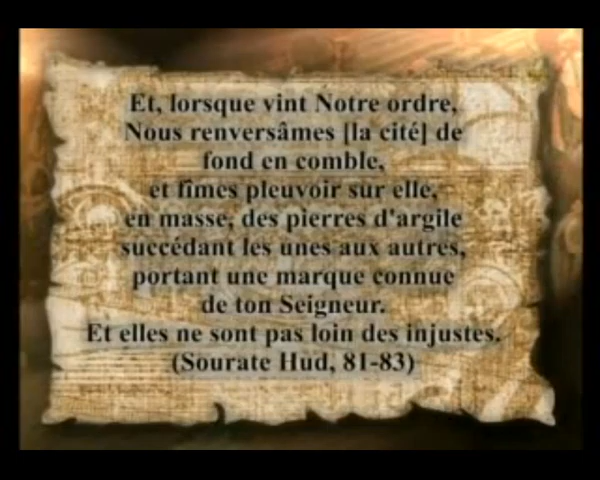 Et, lorsque vint Notre ordre,
Nous renversâmes [la cité] de
fond en comble,
et fîmes pleuvoir sur elle,
en masse, des pierres d'argile
succédant les unes aux autres,
portant une marque connue
de ton Seigneur.
Et elles ne sont pas loin des injustes.
(Sourate Hud, 81-83)